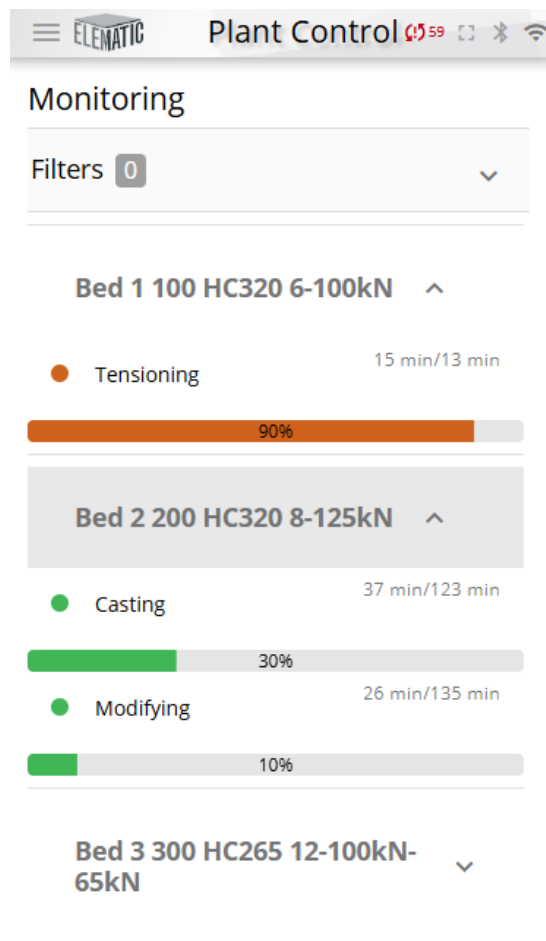 ELEMATIC Plant Control 59
Monitoring
Filters 0
Bed 1 100 HC320 6-100kN
15 min/13 min
Tensioning
90%
Bed 2 200 HC320 8-125kN
37 min/123 min
Casting
30%
26 min/135 min
Modifying
10%
Bed 3 300 HC265 12-100kN-
65kN